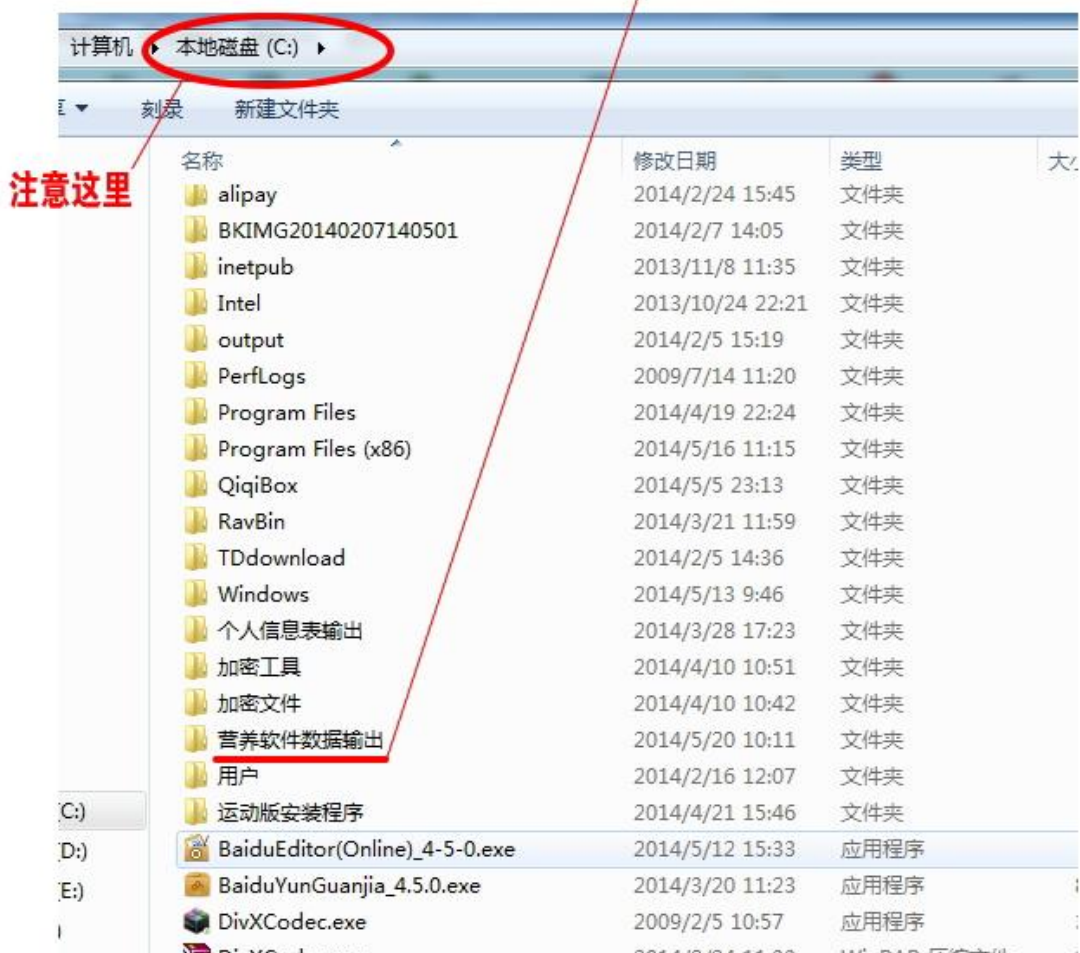 计算机 本地磁盘 (C:)
刻录 新建文件夹
注意这里
名称 修改日期 类型
alipay 2014/2/24 15:45 文件夹
BKIMG20140207140501 2014/2/7 14:05 文件夹
inetpub 2013/11/8 11:35 文件夹
Intel 2013/10/24 22:21 文件夹
output 2014/2/5 15:19 文件夹
PerfLogs 2009/7/14 11:20 文件夹
Program Files 2014/4/19 22:24 文件夹
Program Files (x86) 2014/5/16 11:15 文件夹
QiqiBox 2014/5/5 23:13 文件夹
RavBin 2014/3/21 11:59 文件夹
TDdownload 2014/2/5 14:36 文件夹
Windows 2014/5/13 9:46 文件夹
个人信息表输出 2014/3/28 17:23 文件夹
加密工具 2014/4/10 10:51 文件夹
加密文件 2014/4/10 10:42 文件夹
营养软件数据输出 2014/5/20 10:11 文件夹
用户 2014/2/16 12:07 文件夹
C:) 运动版安装程序 2014/4/21 15:46 文件夹
D:) BaiduEditor(Online)_4-5-0.exe 2014/5/12 15:33 应用程序
E:) BaiduYunGuanjia_4.5.0.exe 2014/3/20 11:23 应用程序
DivXCodec.exe 2009/2/5 10:57 应用程序